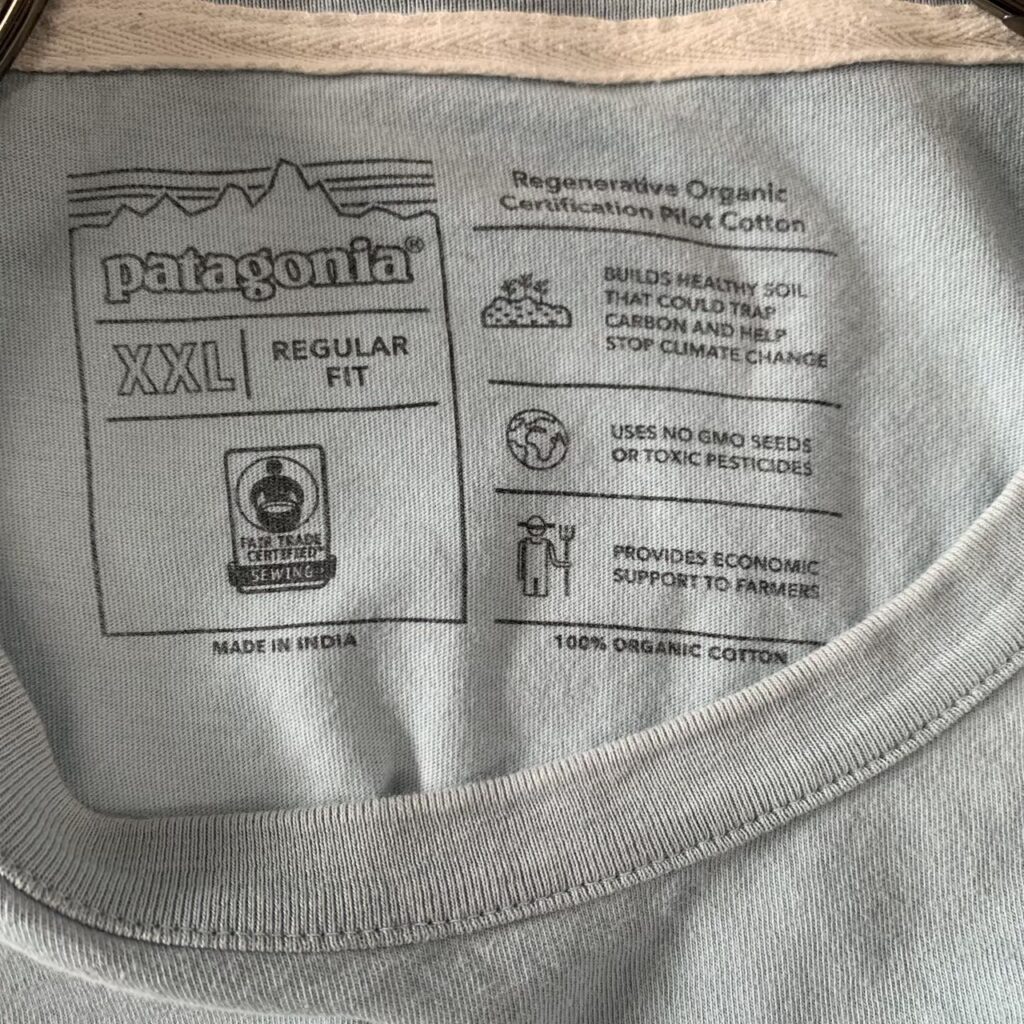 patagonia®
XXL
REGULAR
FIT
FAIR TRADE
CERTIFIED™
SEWING
MADE IN INDIA
Regenerative Organic
Certification Pilot Cotton
BUILDS HEALTHY SOIL
THAT COULD TRAP
CARBON AND HELP
STOP CLIMATE CHANGE
USES NO GMO SEEDS
OR TOXIC PESTICIDES
PROVIDES ECONOMIC
SUPPORT TO FARMERS
100% ORGANIC COTTON